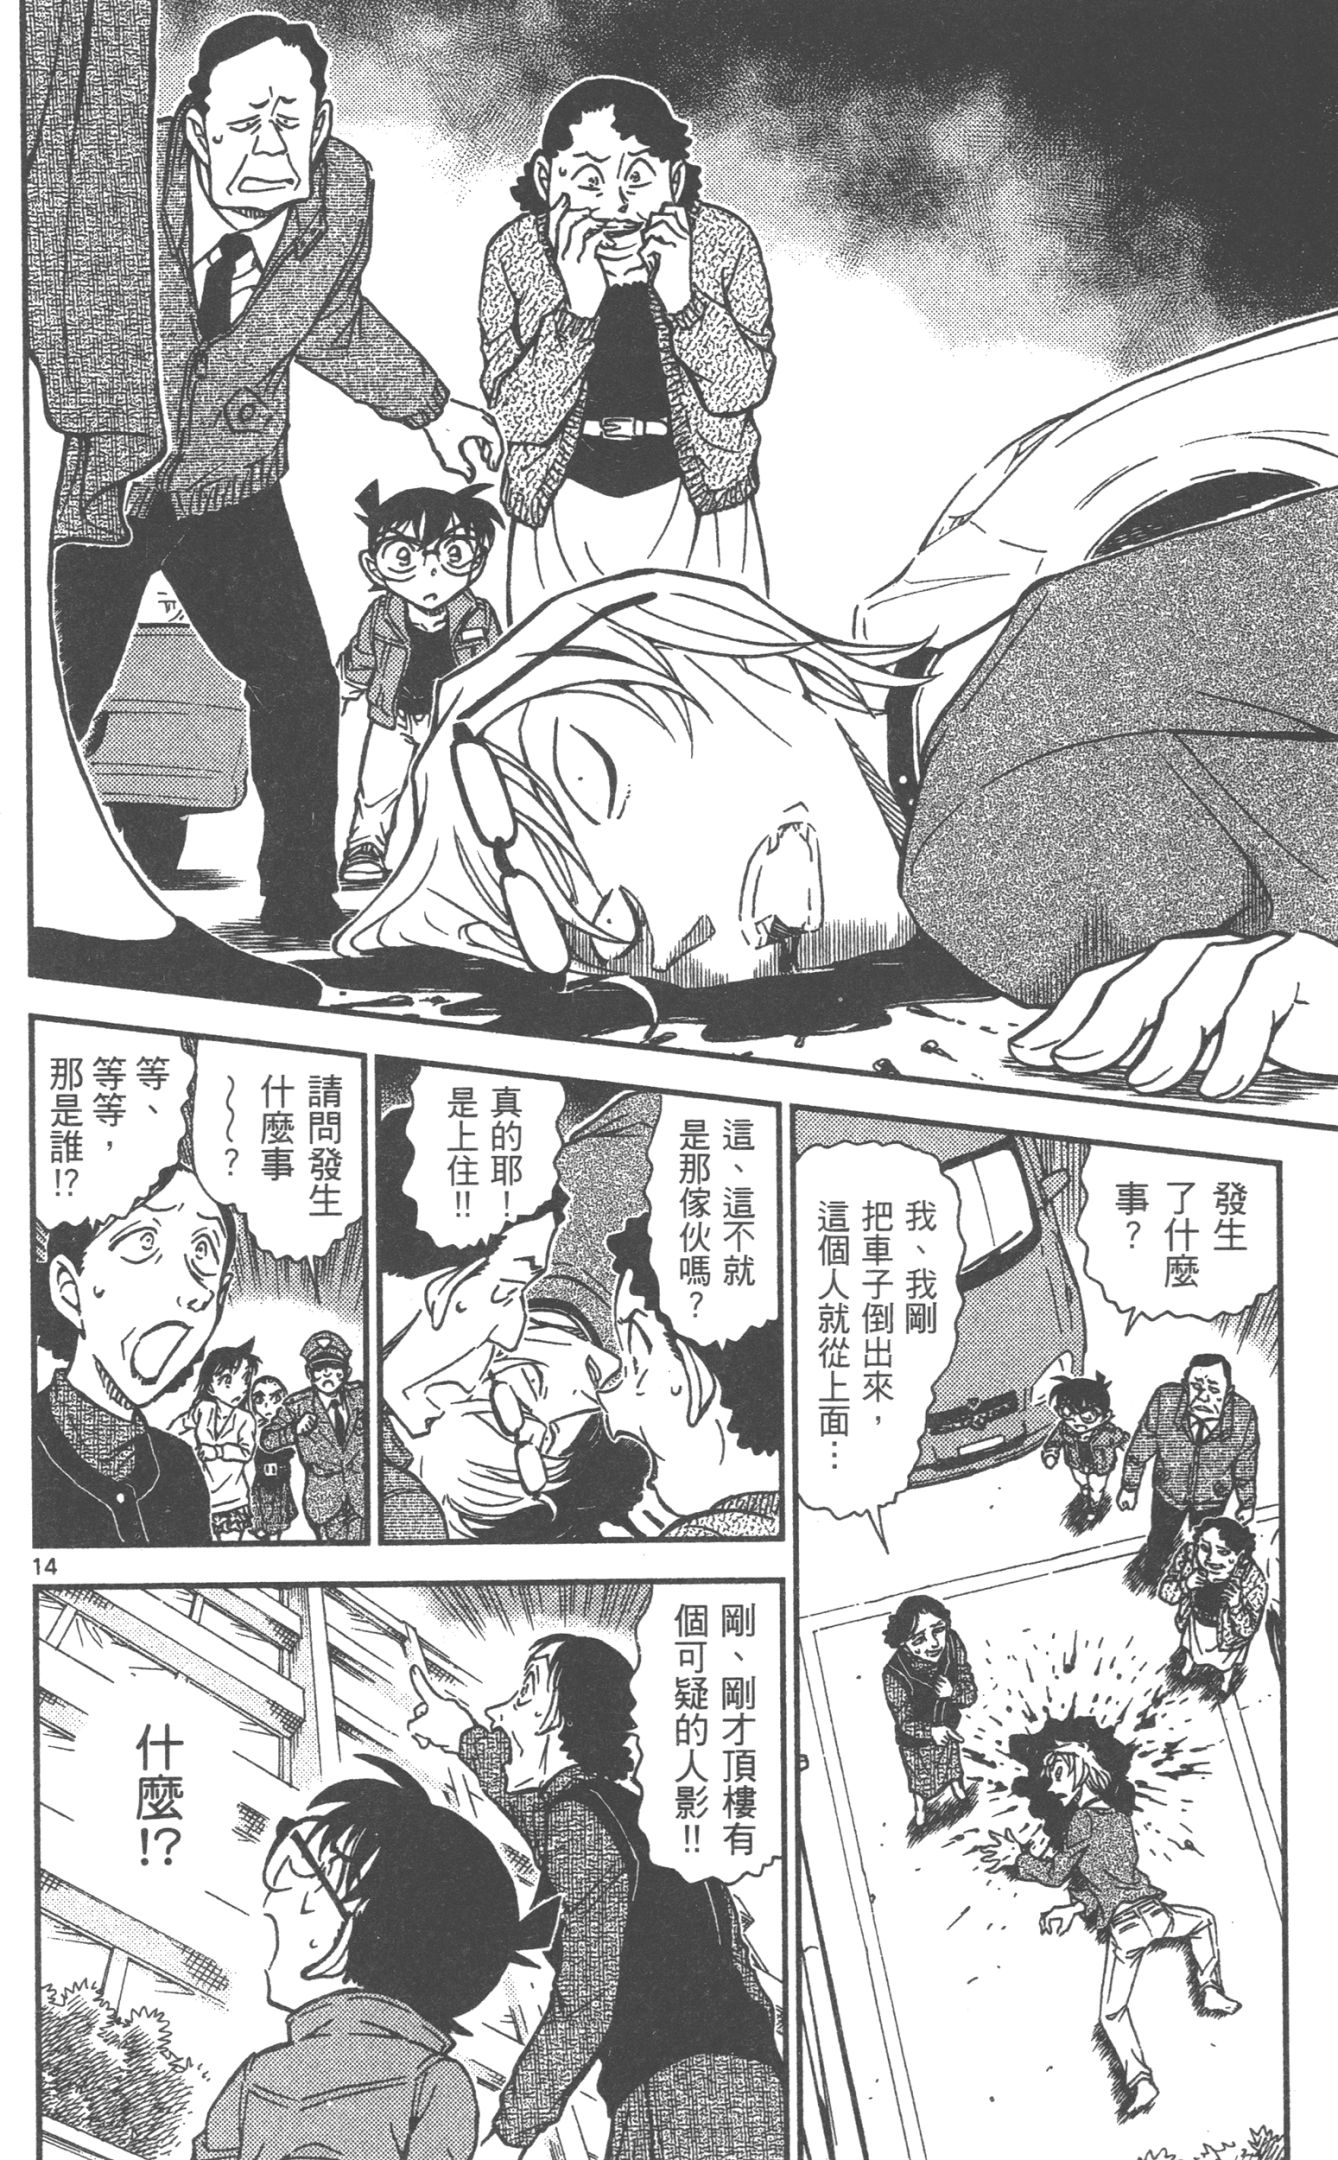 發生
了什麼
事？
我、我剛
把車子倒出來，
這個人就從上面…
這、這不就
是那傢伙嗎？
真的耶！
是上住!!
請問發生
什麼事
～～？
等、
等等，
那是誰!?
14
剛、剛才頂樓有
個可疑的人影!!
什麼!?